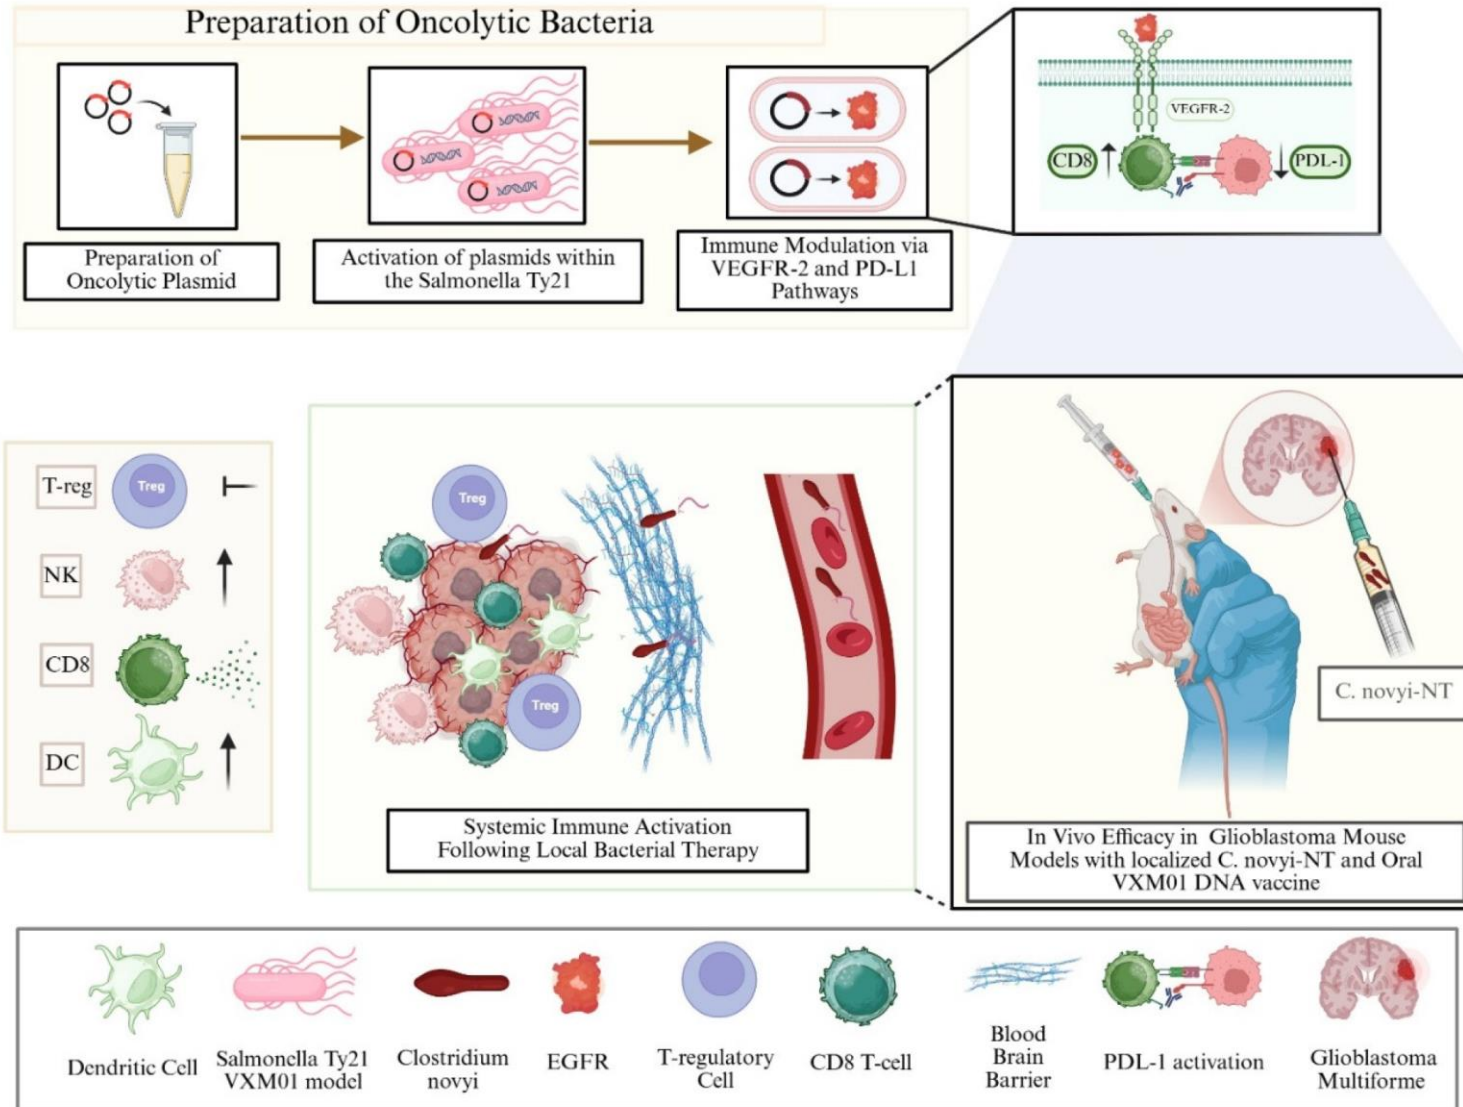 Preparation of Oncolytic Bacteria
Preparation of
Oncolytic Plasmid
Activation of plasmids within
the Salmonella Ty21
Immune Modulation via
VEGFR-2 and PD-L1
Pathways
VEGFR-2
CD8
PDL-1
T-reg
Treg
NK
CD8
DC
Treg
Treg
Systemic Immune Activation
Following Local Bacterial Therapy
C. novyi-NT
In Vivo Efficacy in Glioblastoma Mouse
Models with localized C. novyi-NT and Oral
VXM01 DNA vaccine
Dendritic Cell
Salmonella Ty21
VXM01 model
Clostridium
novyi
EGFR
T-regulatory
Cell
CD8 T-cell
Blood
Brain
Barrier
PDL-1 activation
Glioblastoma
Multiforme